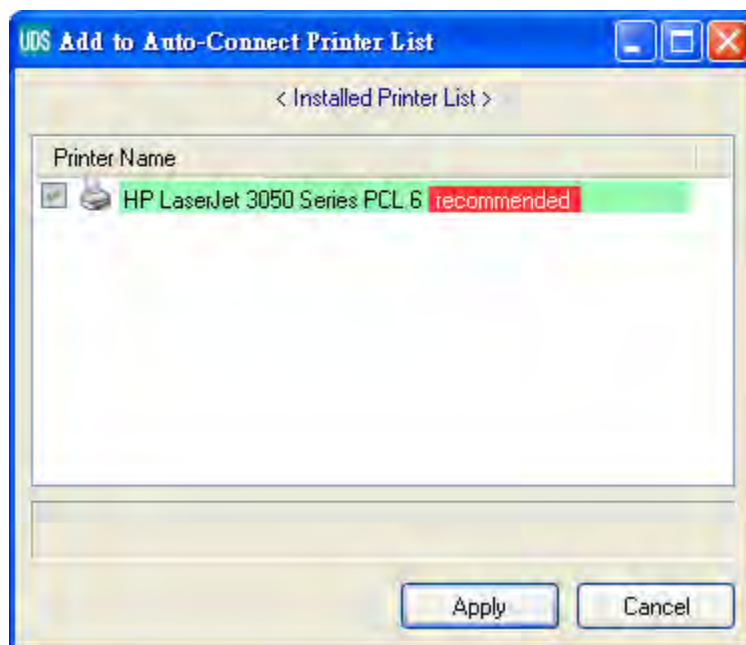 UDS Add to Auto-Connect Printer List
< Installed Printer List >
Printer Name
HP LaserJet 3050 Series PCL 6 recommended
Apply Cancel